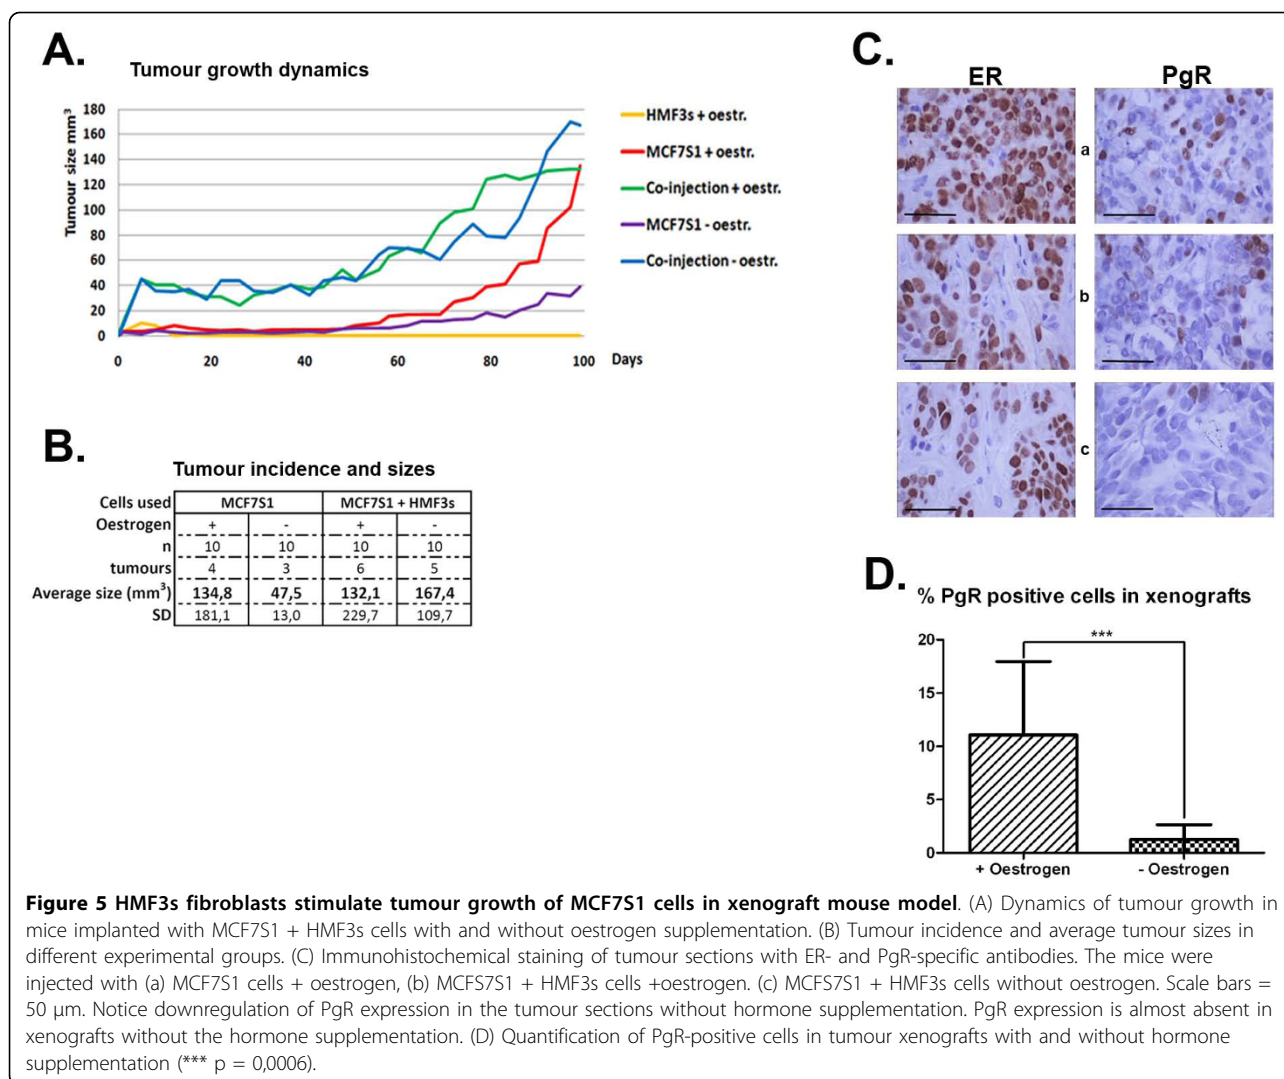 A.
Tumour growth dynamics
Tumour size mm³
180
160
140
120
100
80
60
40
20
0
0 20 40 60 80 100 Days
HMF3s + oestr.
MCF7S1 + oestr.
Co-injection + oestr.
MCF7S1 - oestr.
Co-injection - oestr.
B.
Tumour incidence and sizes
Cells used MCF7S1 MCF7S1 + HMF3s
Oestrogen + - + -
n 10 10 10 10
tumours 4 3 6 5
Average size (mm³) 134,8 47,5 132,1 167,4
SD 181,1 13,0 229,7 109,7
C.
ER PgR
a
b
c
D.
% PgR positive cells in xenografts
20
15
10
5
0
***
+ Oestrogen - Oestrogen
Figure 5 HMF3s fibroblasts stimulate tumour growth of MCF7S1 cells in xenograft mouse model. (A) Dynamics of tumour growth in
mice implanted with MCF7S1 + HMF3s cells with and without oestrogen supplementation. (B) Tumour incidence and average tumour sizes in
different experimental groups. (C) Immunohistochemical staining of tumour sections with ER- and PgR-specific antibodies. The mice were
injected with (a) MCF7S1 cells + oestrogen, (b) MCFS7S1 + HMF3s cells +oestrogen. (c) MCFS7S1 + HMF3s cells without oestrogen. Scale bars =
50 μm. Notice downregulation of PgR expression in the tumour sections without hormone supplementation. PgR expression is almost absent in
xenografts without the hormone supplementation. (D) Quantification of PgR-positive cells in tumour xenografts with and without hormone
supplementation (*** p = 0,0006).